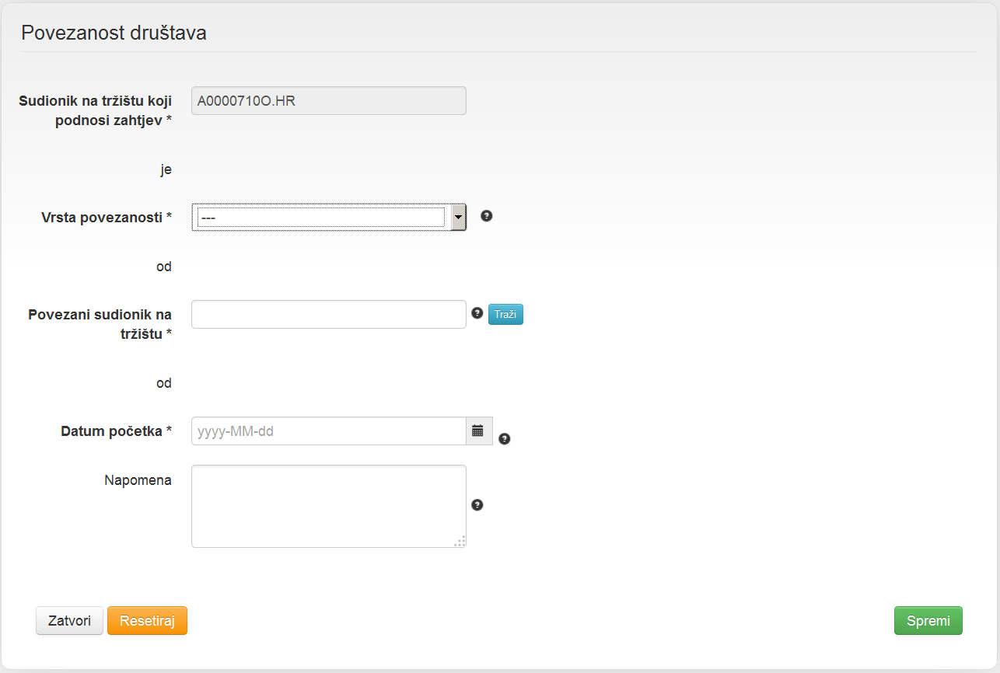 Povezanost društava
Sudionik na tržištu koji
podnosi zahtjev *
A0000710O.HR
je
Vrsta povezanosti *
---
od
Povezani sudionik na
tržištu *
Traži
od
Datum početka *
yyyy-MM-dd
Napomena
Zatvori
Resetiraj
Spremi